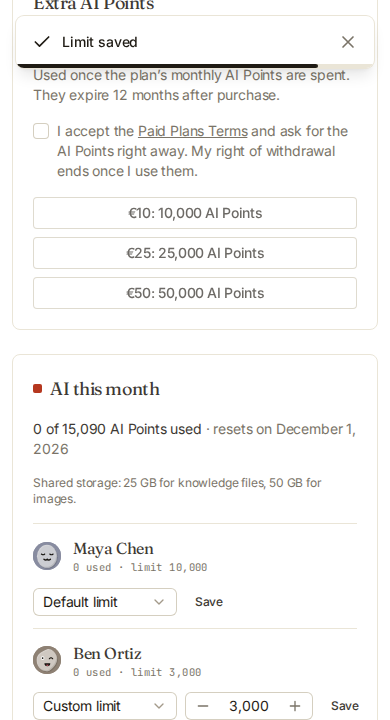 Extra AI Points
Limit saved
Used once the plan's monthly AI Points are spent.
They expire 12 months after purchase.
I accept the Paid Plans Terms and ask for the
AI Points right away. My right of withdrawal
ends once I use them.
€10: 10,000 AI Points
€25: 25,000 AI Points
€50: 50,000 AI Points
AI this month
0 of 15,090 AI Points used · resets on December 1,
2026
Shared storage: 25 GB for knowledge files, 50 GB for
images.
Maya Chen
0 used · limit 10,000
Default limit
Save
Ben Ortiz
0 used · limit 3,000
Custom limit
3,000
Save